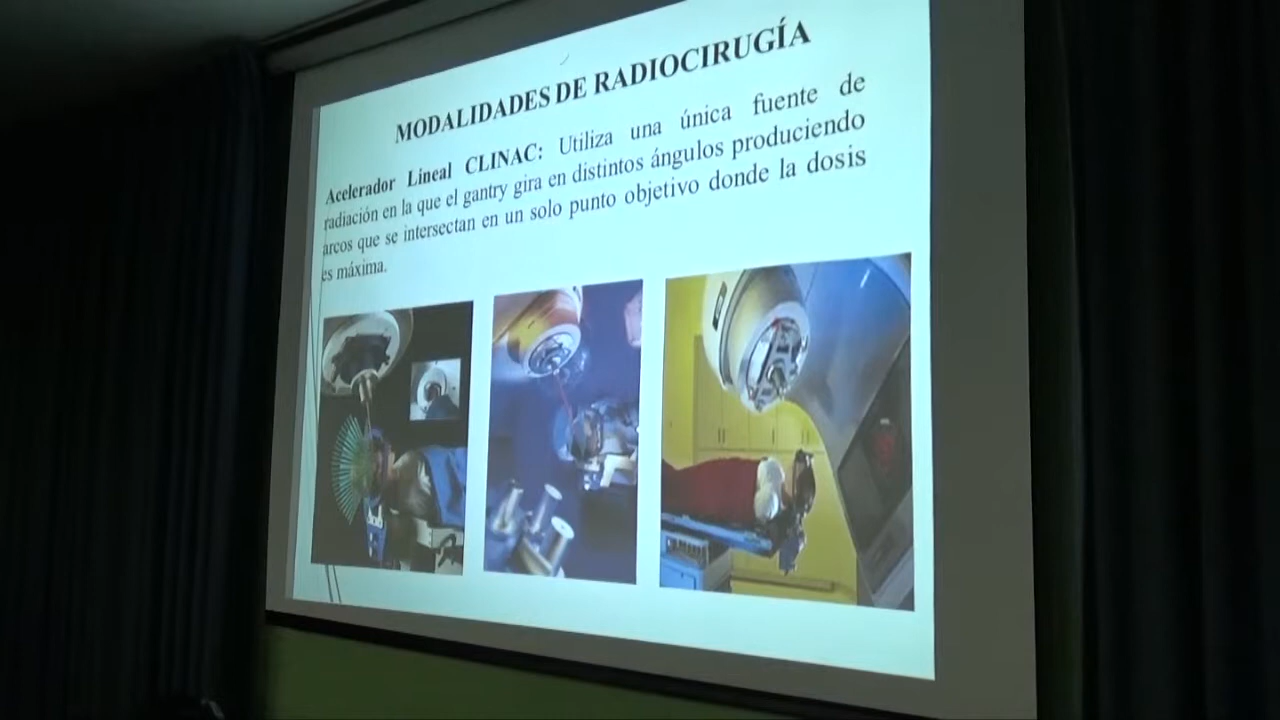 MODALIDADES DE RADIOCIRUGÍA
Acelerador Lineal CLINAC: Utiliza una única fuente de
radiación en la que el gantry gira en distintos ángulos produciendo
arcos que se intersectan en un solo punto objetivo donde la dosis
es máxima.